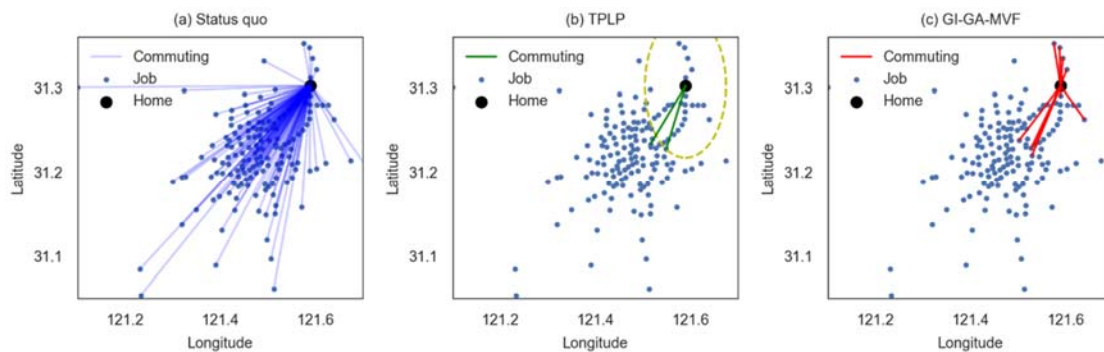 (a) Status quo
Commuting
Job
Home
31.3
31.2
31.1
Latitude
121.2
121.4
121.6
Longitude
(b) TPLP
Commuting
Job
Home
31.3
31.2
31.1
Latitude
121.2
121.4
121.6
Longitude
(c) GI-GA-MVF
Commuting
Job
Home
31.3
31.2
31.1
Latitude
121.2
121.4
121.6
Longitude